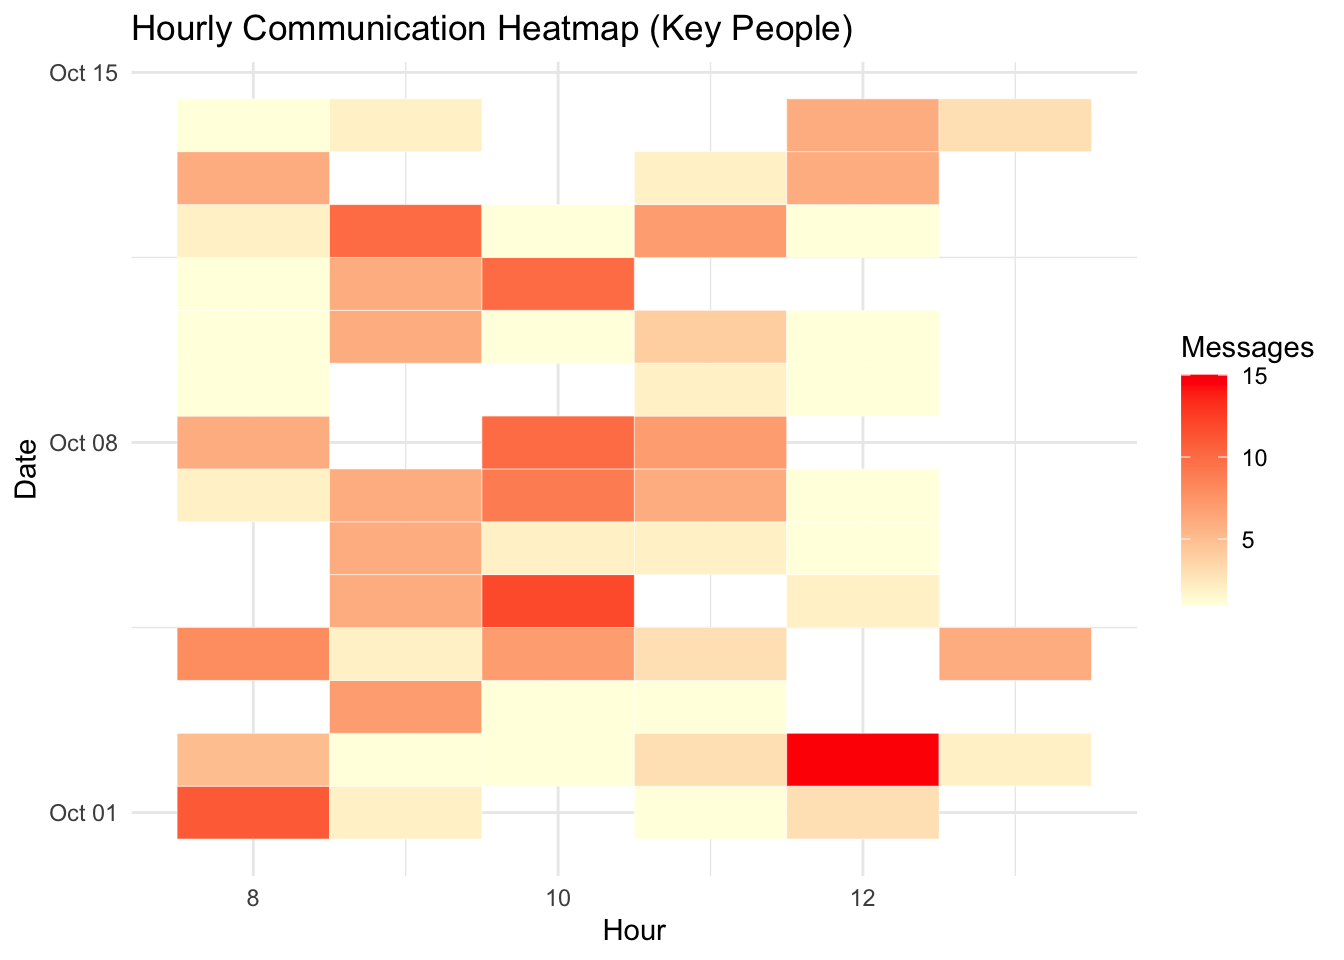 Hourly Communication Heatmap (Key People)
Oct 15
Oct 08
Oct 01
Date
8
10
12
Hour
Messages
15
10
5